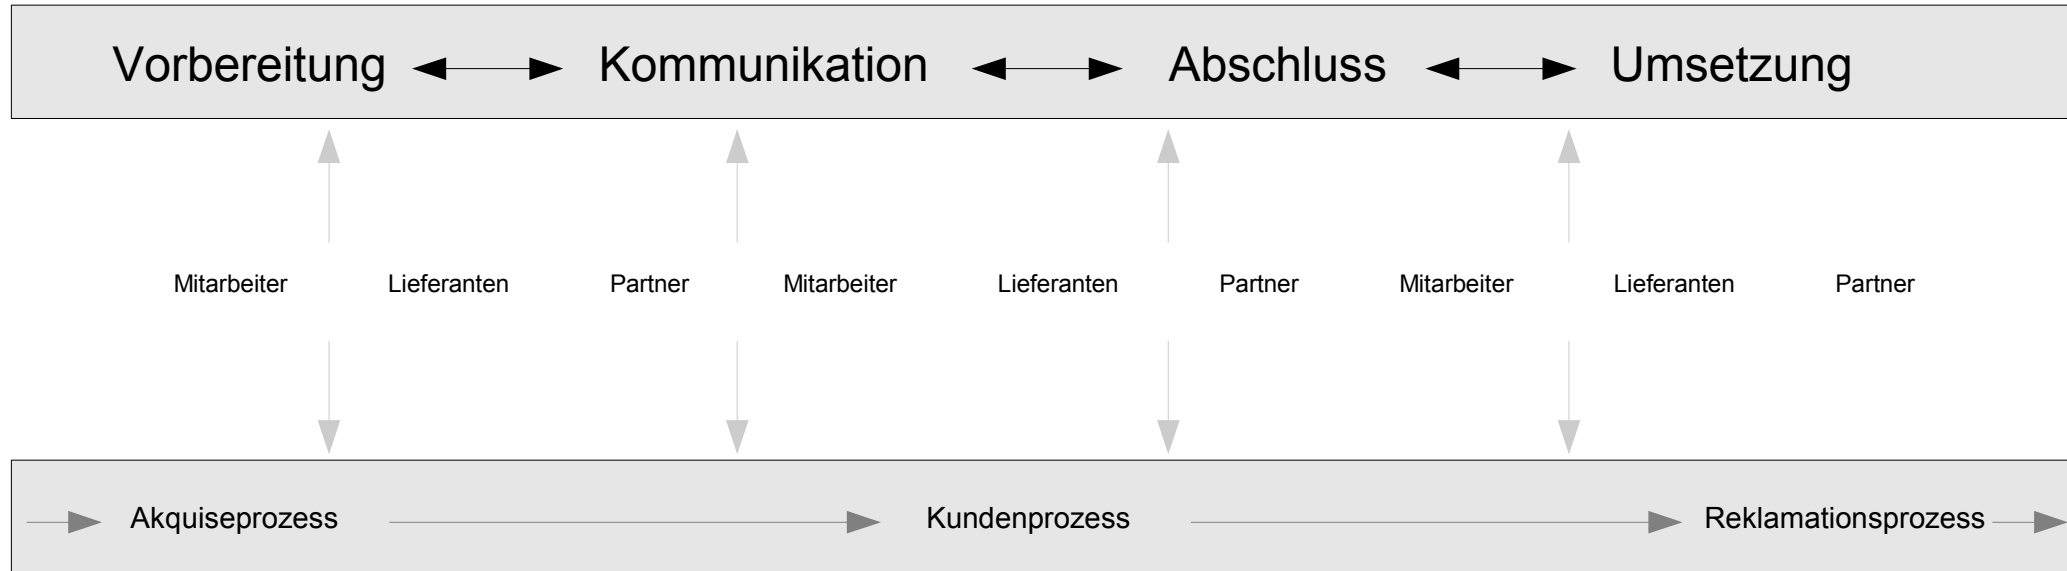 Vorbereitung Kommunikation Abschluss Umsetzung
Mitarbeiter Lieferanten Partner Mitarbeiter Lieferanten Partner Mitarbeiter Lieferanten Partner
Akquiseprozess Kundenprozess Reklamationsprozess